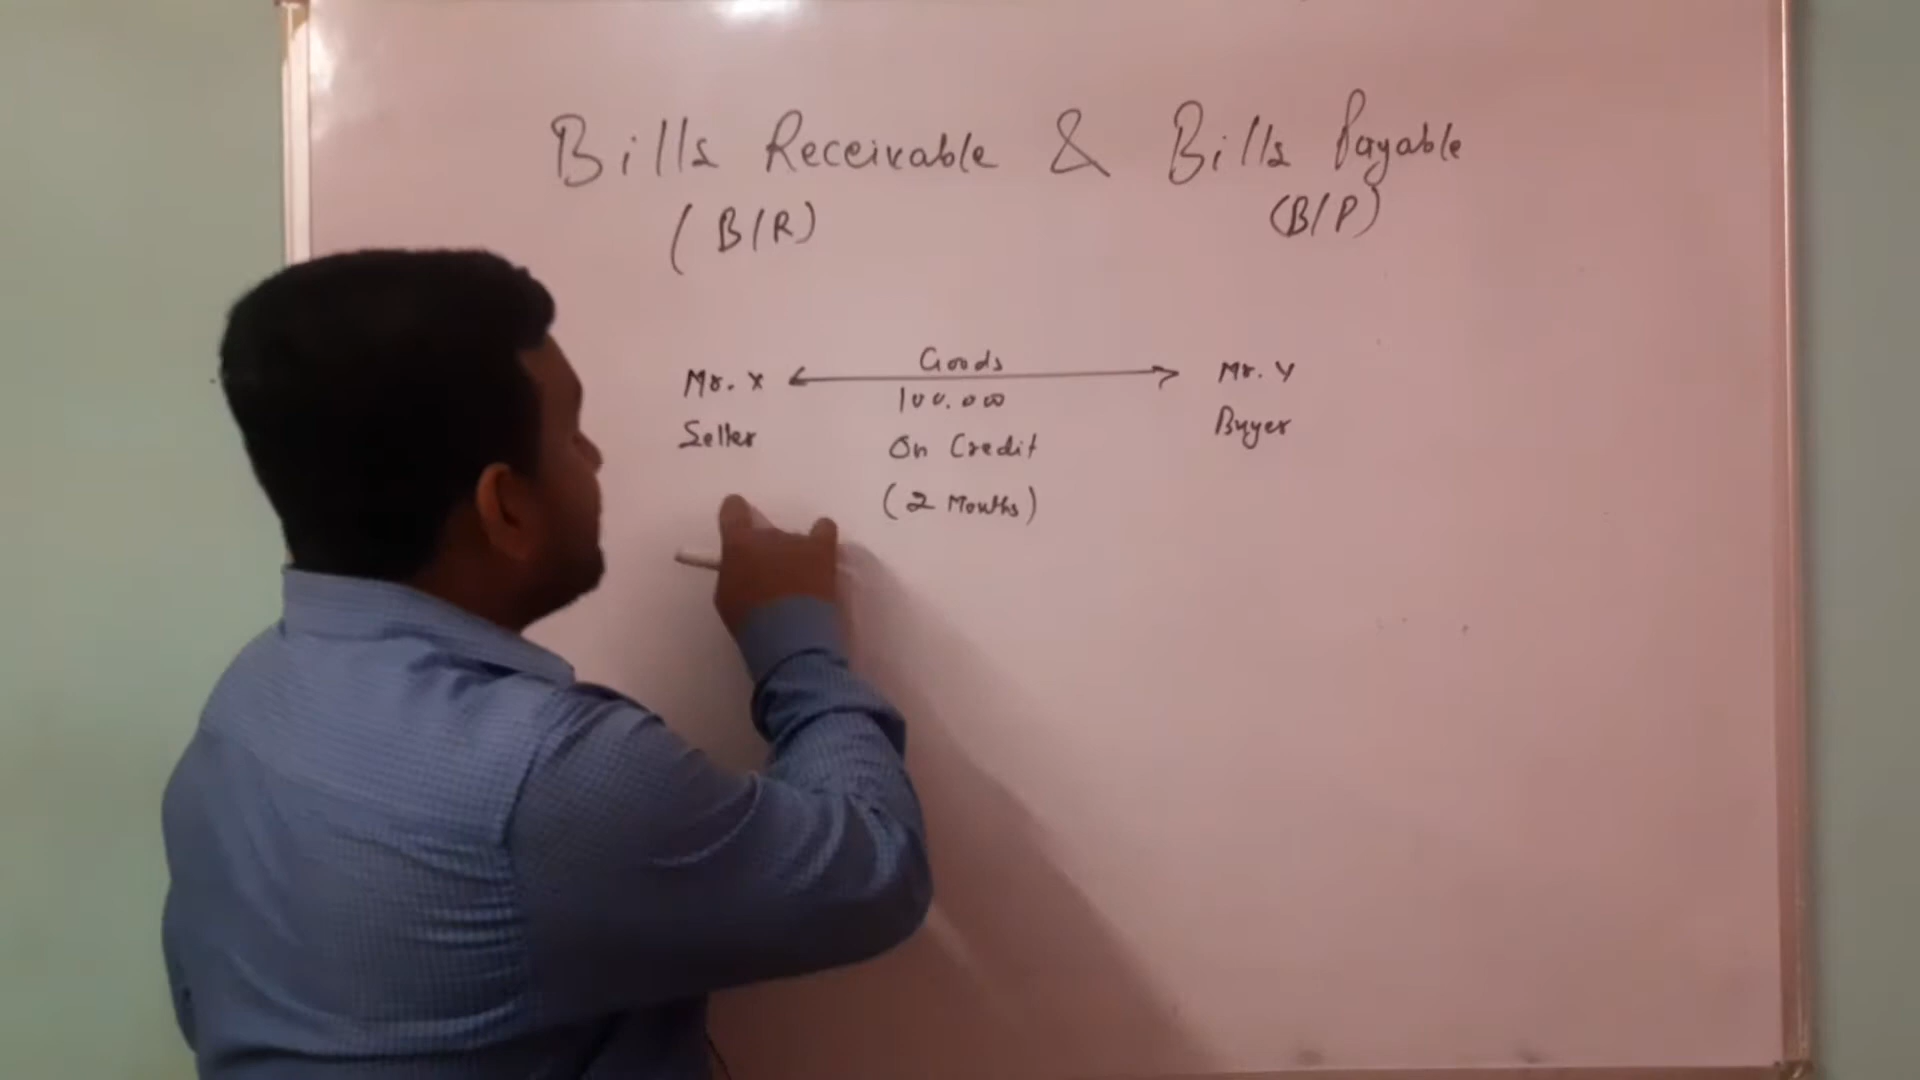 Bills Receivable & Bills Payable
(B/R) (B/P)
Goods
Mr. X Mr. Y
100.000
Seller On Credit Buyer
(2 Months)